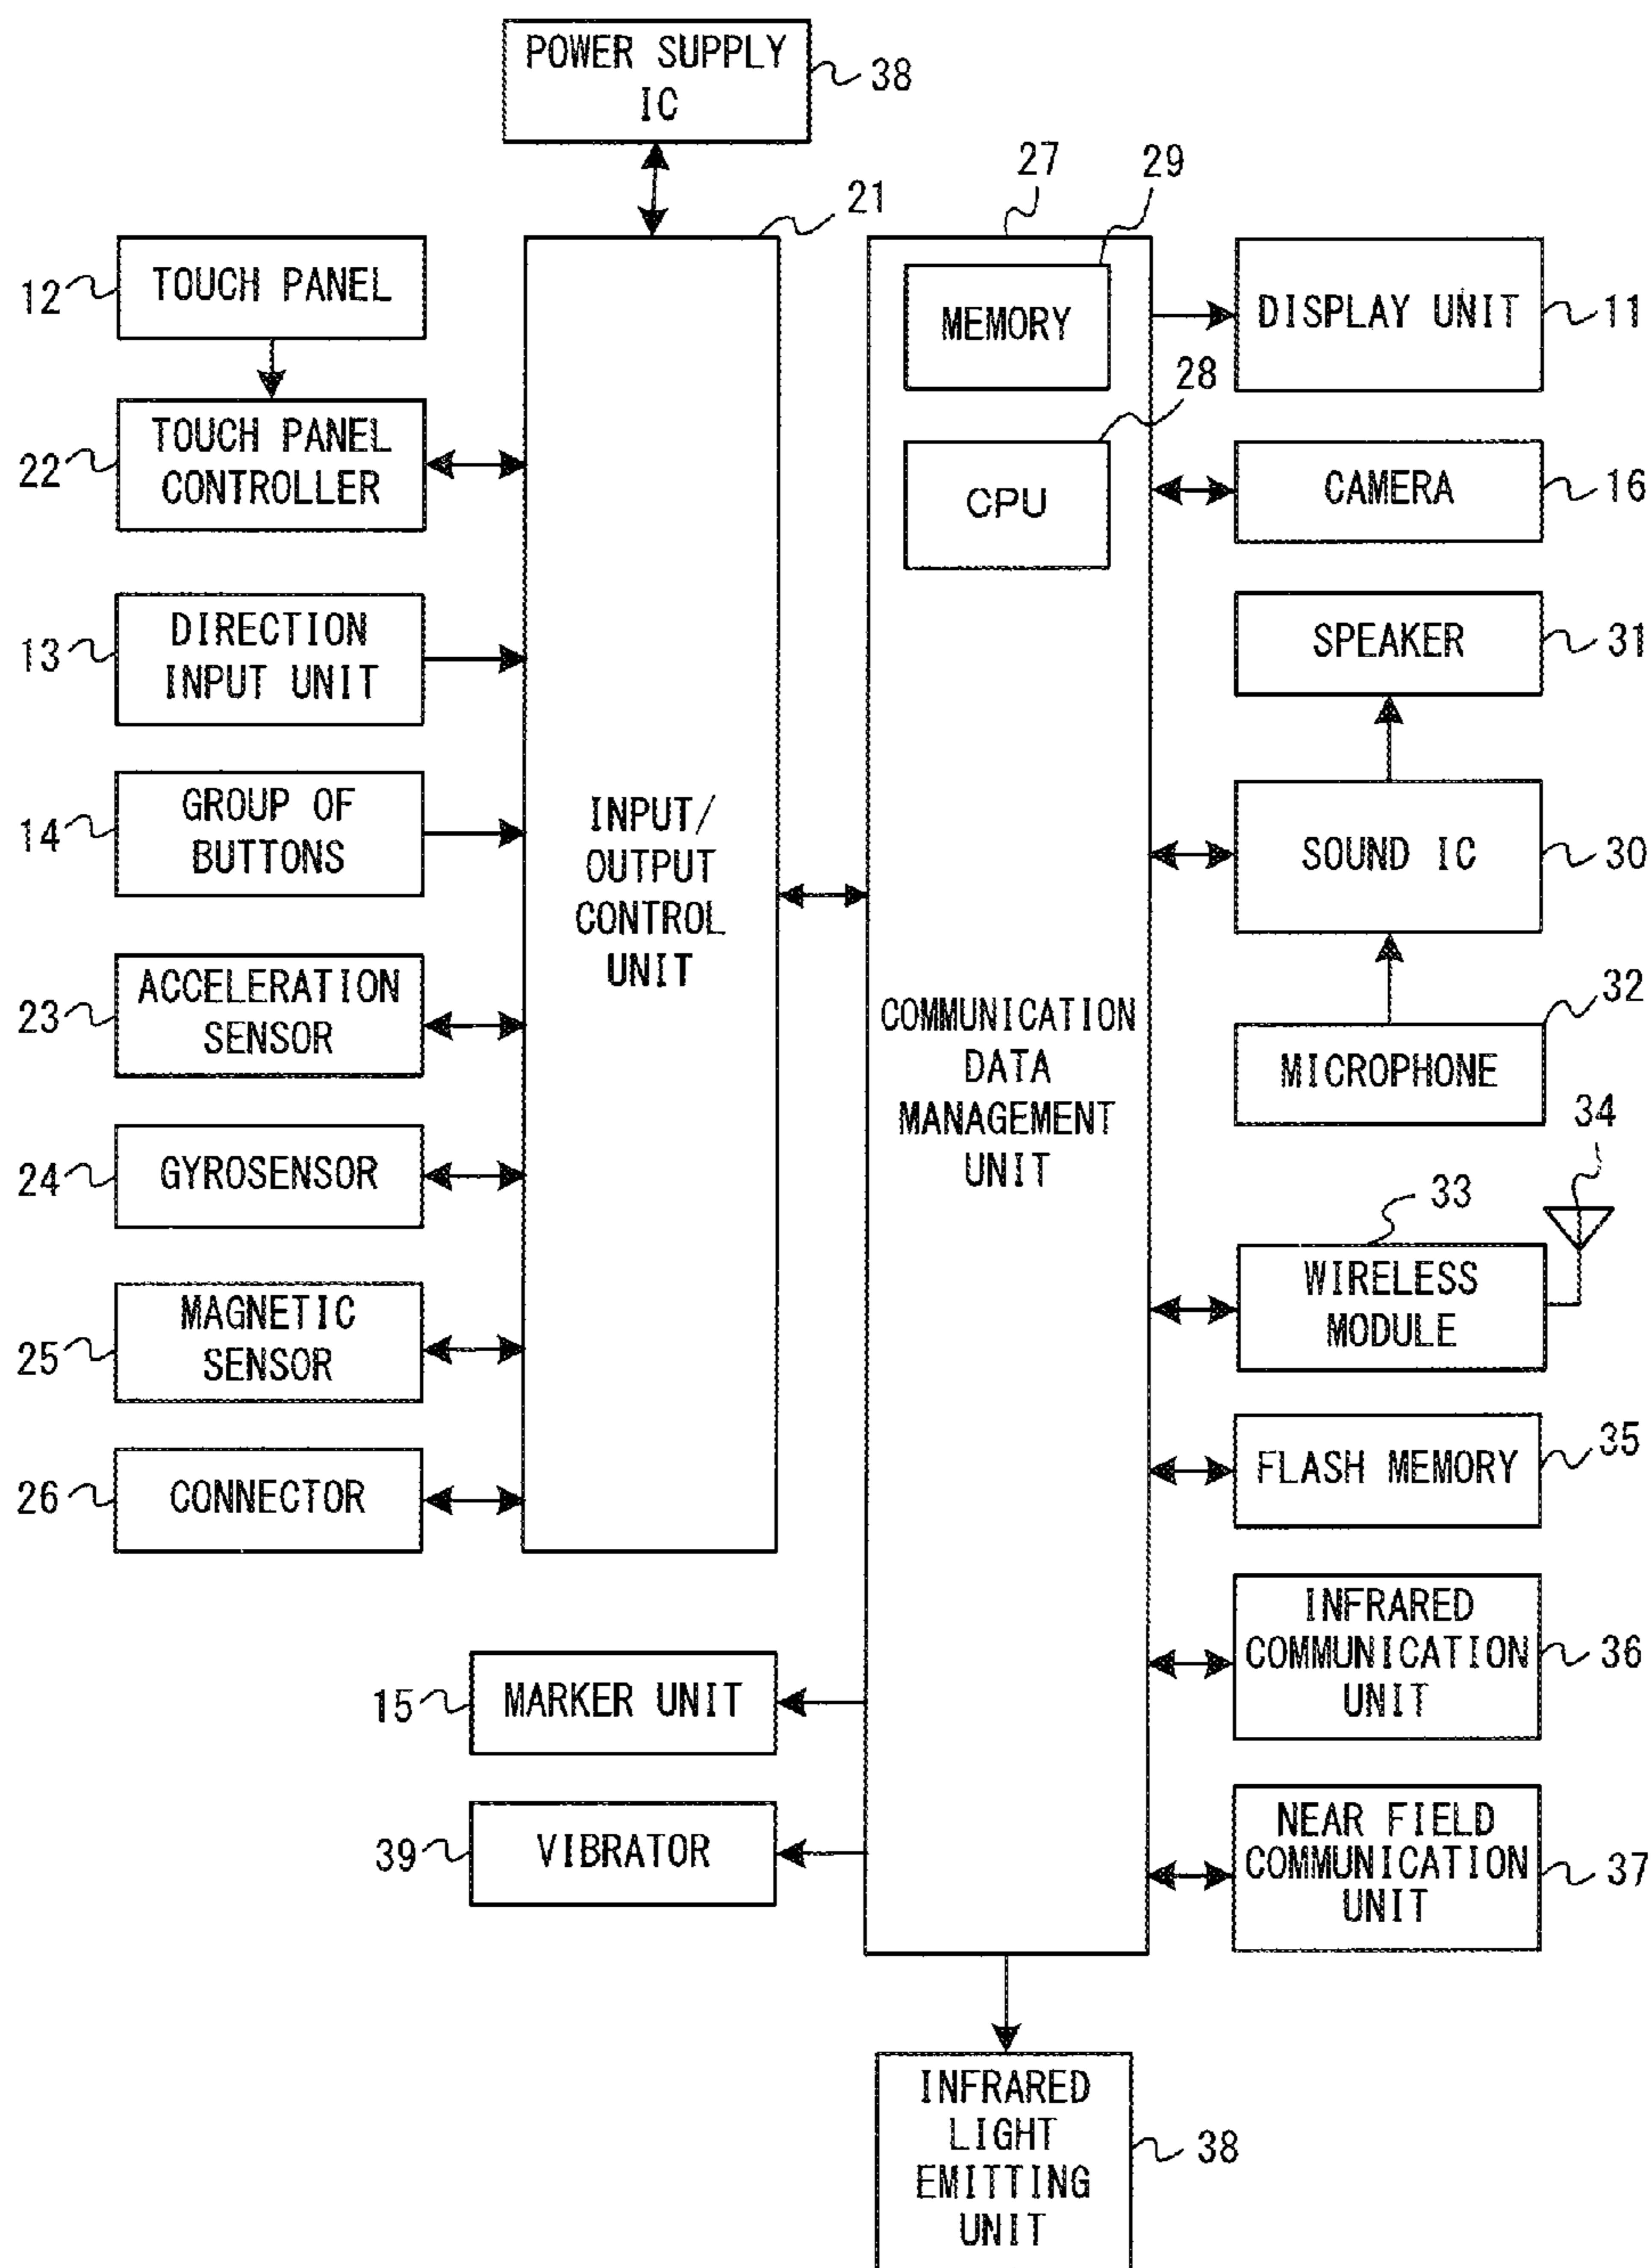 POWER SUPPLY
IC
38
21
27
29
12
TOUCH PANEL
22
TOUCH PANEL
CONTROLLER
13
DIRECTION
INPUT UNIT
14
GROUP OF
BUTTONS
23
ACCELERATION
SENSOR
24
GYROSENSOR
25
MAGNETIC
SENSOR
26
CONNECTOR
INPUT/
OUTPUT
CONTROL
UNIT
MEMORY
28
CPU
COMMUNICATION
DATA
MANAGEMENT
UNIT
DISPLAY UNIT
11
CAMERA
16
SPEAKER
31
SOUND IC
30
32
MICROPHONE
34
33
WIRELESS
MODULE
FLASH MEMORY
35
INFRARED
COMMUNICATION
UNIT
36
NEAR FIELD
COMMUNICATION
UNIT
37
15
MARKER UNIT
39
VIBRATOR
INFRARED
LIGHT
EMITTING
UNIT
38